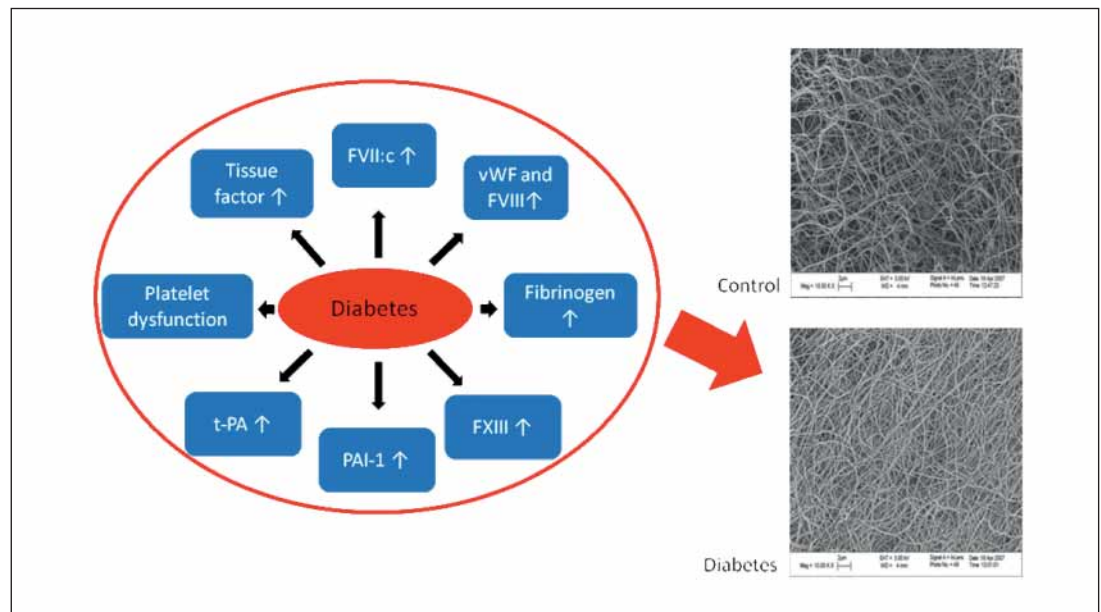 FVII:c ↑
Tissue
factor ↑
vWF and
FVIII↑
Platelet
dysfunction
Diabetes
Fibrinogen
↑
t-PA ↑
PAI-1 ↑
FXIII ↑
Control
Diabetes